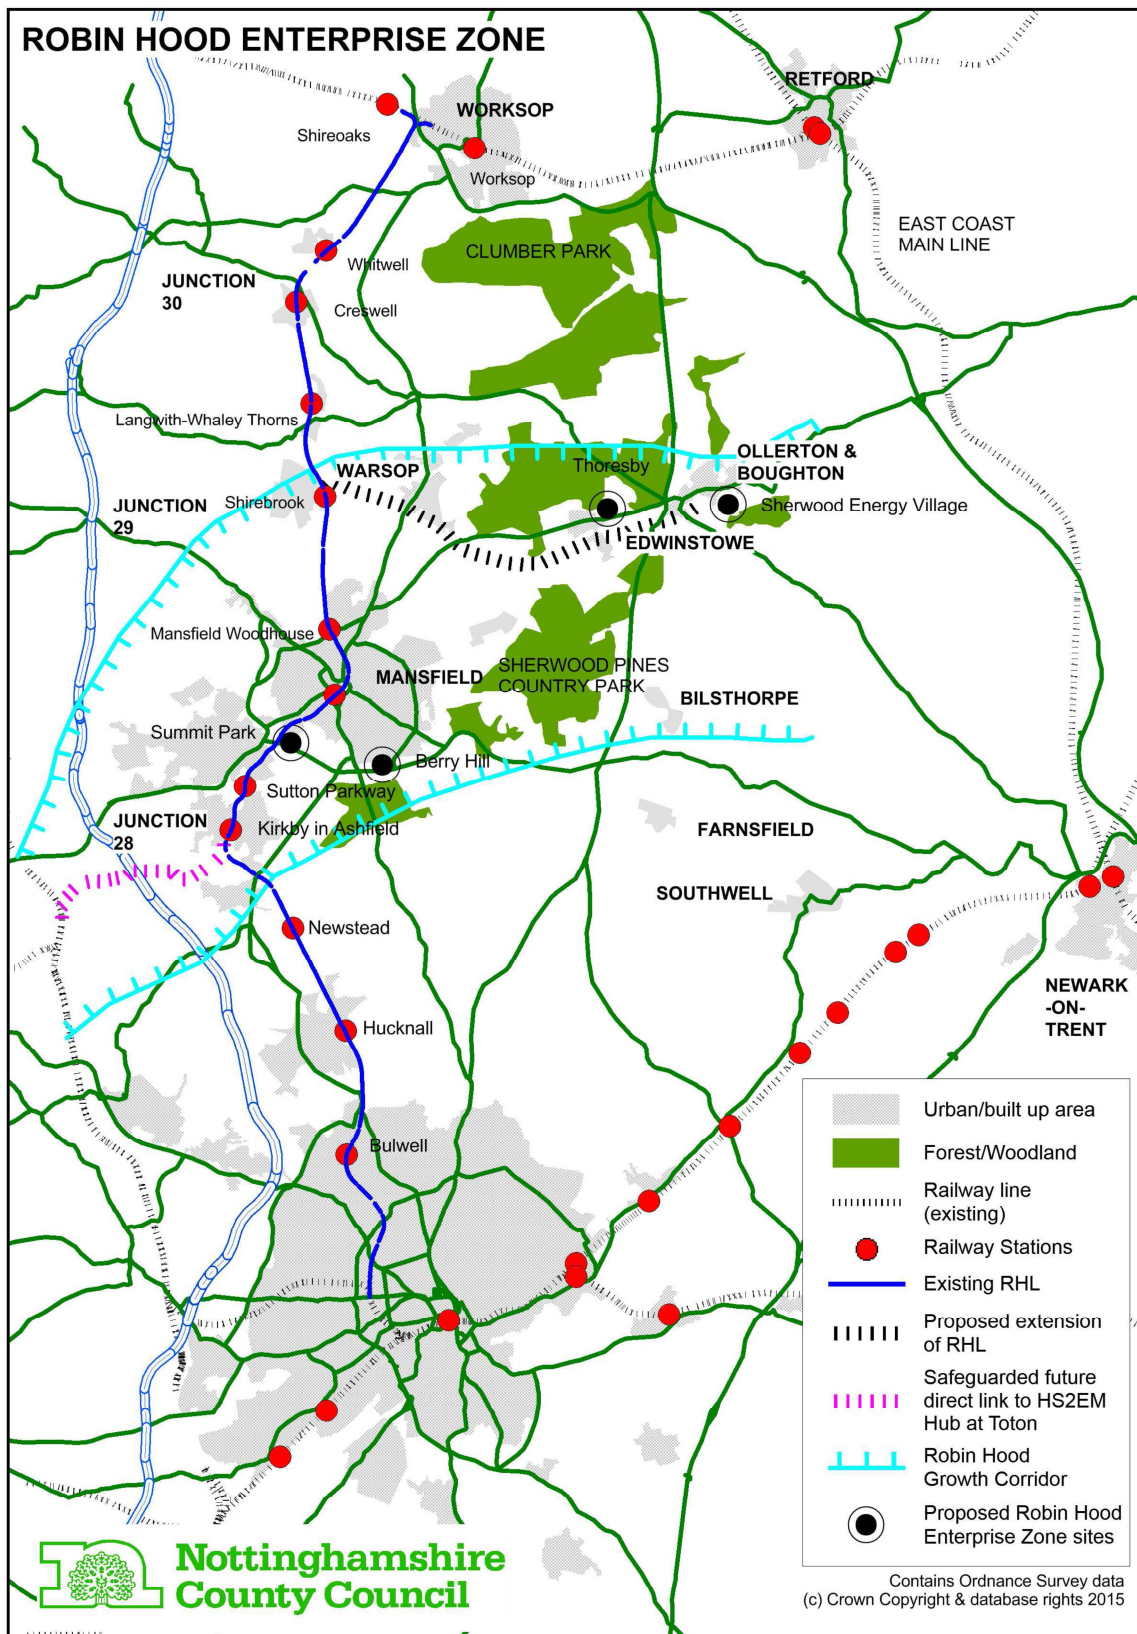 ROBIN HOOD ENTERPRISE ZONE
RETFORD
WORKSOP
Shireoaks
Worksop
EAST COAST
MAIN LINE
CLUMBER PARK
Whitwell
JUNCTION
30
Creswell
Langwith-Whaley Thorns
OLLERTON &
BOUGHTON
WARSOP
Thoresby
JUNCTION
29
Shirebrook
Sherwood Energy Village
EDWINSTOWE
Mansfield Woodhouse
MANSFIELD
SHERWOOD PINES
COUNTRY PARK
BILSTHORPE
Summit Park
Berry Hill
Sutton Parkway
JUNCTION
28
Kirkby in Ashfield
FARNSFIELD
SOUTHWELL
Newstead
NEWARK
-ON-
TRENT
Hucknall
Bulwell
Urban/built up area
Forest/Woodland
Railway line
(existing)
Railway Stations
Existing RHL
Proposed extension
of RHL
Safeguarded future
direct link to HS2EM
Hub at Toton
Robin Hood
Growth Corridor
Proposed Robin Hood
Enterprise Zone sites
Nottinghamshire
County Council
Contains Ordnance Survey data
(c) Crown Copyright & database rights 2015